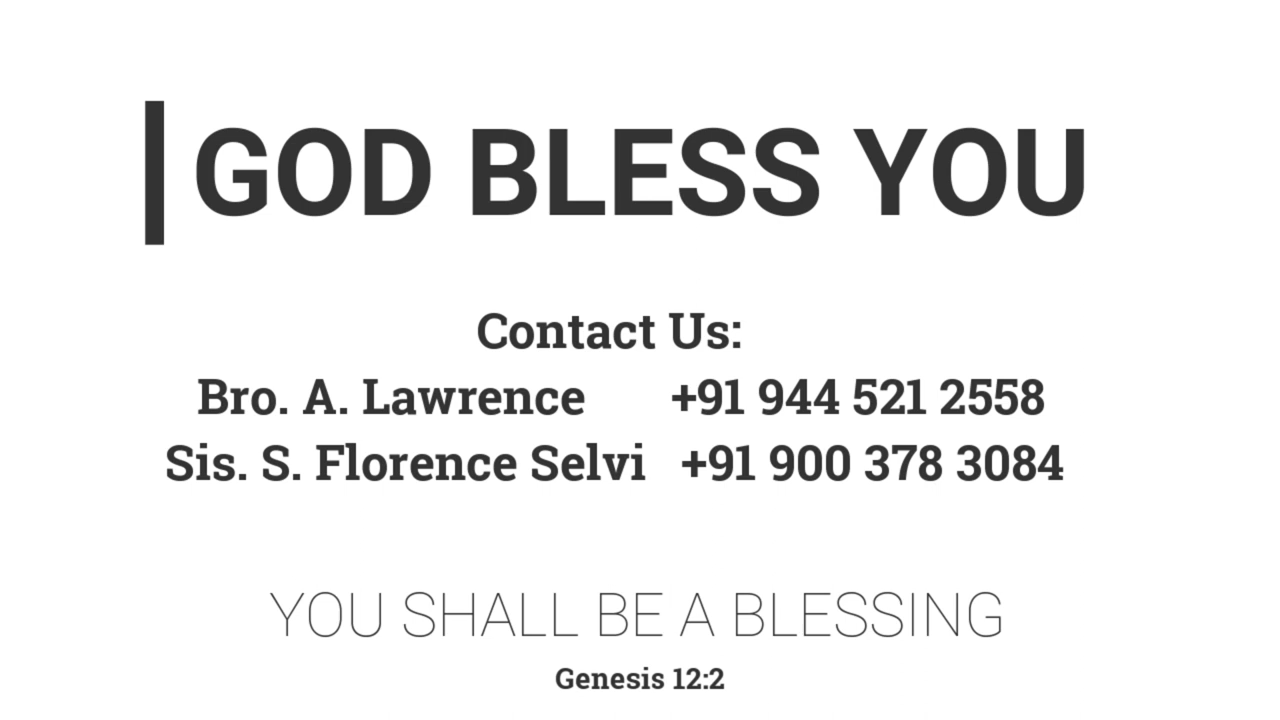 GOD BLESS YOU
Contact Us:
Bro. A. Lawrence +91 944 521 2558
Sis. S. Florence Selvi +91 900 378 3084
YOU SHALL BE A BLESSING
Genesis 12:2